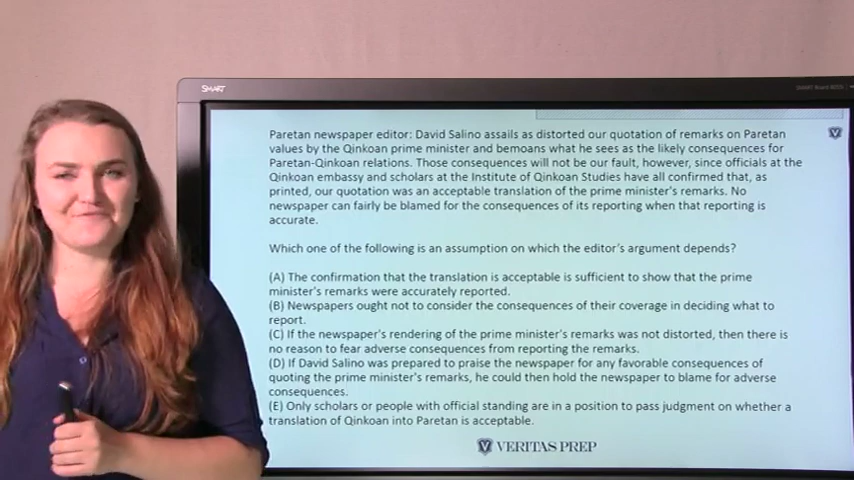 SMART
Paretan newspaper editor: David Salino assails as distorted our quotation of remarks on Paretan
values by the Qinkoan prime minister and bemoans what he sees as the likely consequences for
Paretan-Qinkoan relations. Those consequences will not be our fault, however, since officials at the
Qinkoan embassy and scholars at the Institute of Qinkoan Studies have all confirmed that, as
printed, our quotation was an acceptable translation of the prime minister's remarks. No
newspaper can fairly be blamed for the consequences of its reporting when that reporting is
accurate.
Which one of the following is an assumption on which the editor's argument depends?
(A) The confirmation that the translation is acceptable is sufficient to show that the prime
minister's remarks were accurately reported.
(B) Newspapers ought not to consider the consequences of their coverage in deciding what to
report.
(C) If the newspaper's rendering of the prime minister's remarks was not distorted, then there is
no reason to fear adverse consequences from reporting the remarks.
(D) If David Salino was prepared to praise the newspaper for any favorable consequences of
quoting the prime minister's remarks, he could then hold the newspaper to blame for adverse
consequences.
(E) Only scholars or people with official standing are in a position to pass judgment on whether a
translation of Qinkoan into Paretan is acceptable.
VERITAS PREP